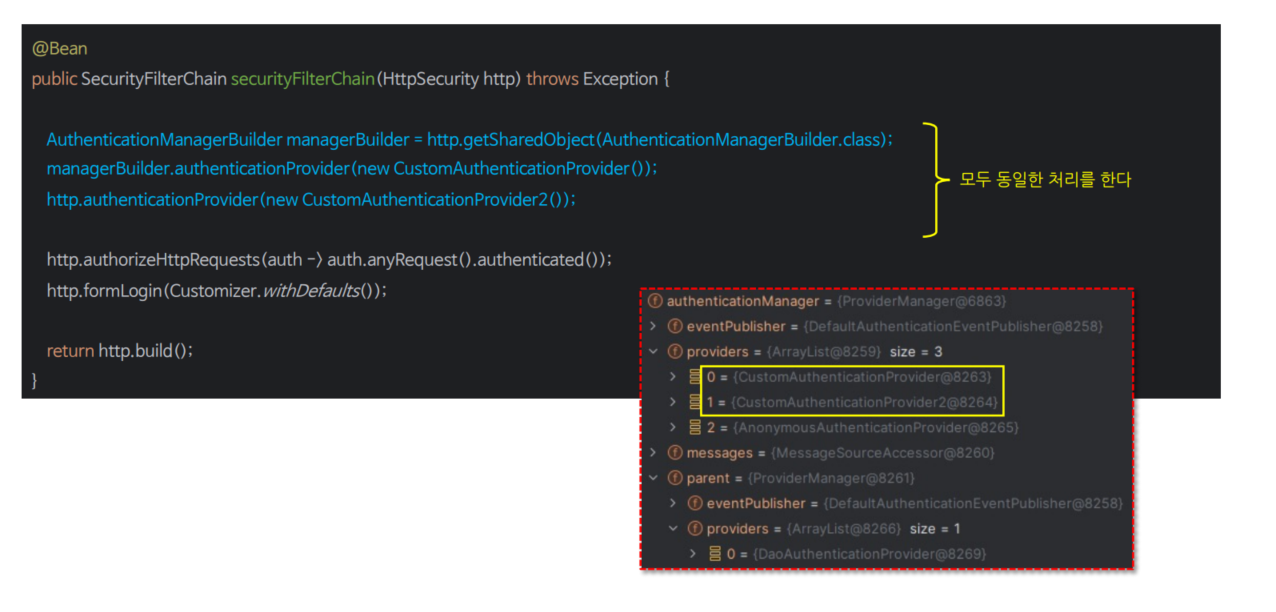 @Bean
public SecurityFilterChain securityFilterChain(HttpSecurity http) throws Exception {
AuthenticationManagerBuilder managerBuilder = http.getSharedObject(AuthenticationManagerBuilder.class);
managerBuilder.authenticationProvider(new CustomAuthenticationProvider());
http.authenticationProvider(new CustomAuthenticationProvider2());
모두 동일한 처리를 한다
http.authorizeHttpRequests(auth -> auth.anyRequest().authenticated());
http.formLogin(Customizer.withDefaults());
return http.build();
}
authenticationManager = {ProviderManager@6863}
eventPublisher = {DefaultAuthenticationEventPublisher@8258}
providers = {ArrayList@8259} size = 3
0 = {CustomAuthenticationProvider@8263}
1 = {CustomAuthenticationProvider2@8264}
2 = {AnonymousAuthenticationProvider@8265}
messages = {MessageSourceAccessor@8260}
parent = {ProviderManager@8261}
eventPublisher = {DefaultAuthenticationEventPublisher@8258}
providers = {ArrayList@8266} size = 1
0 = {DaoAuthenticationProvider@8269}